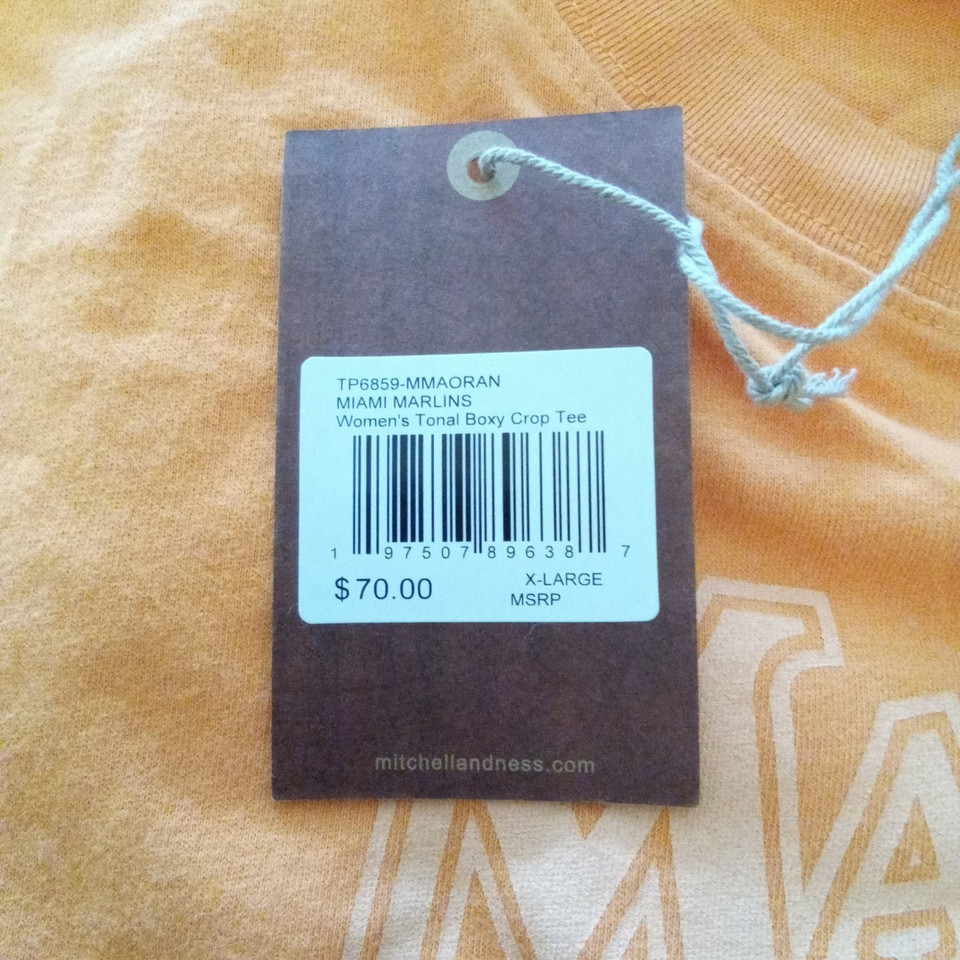 TP6859-MMAORAN
MIAMI MARLINS
Women's Tonal Boxy Crop Tee
1 97507 89638 7
$70.00
X-LARGE
MSRP
mitchellandness.com
MA